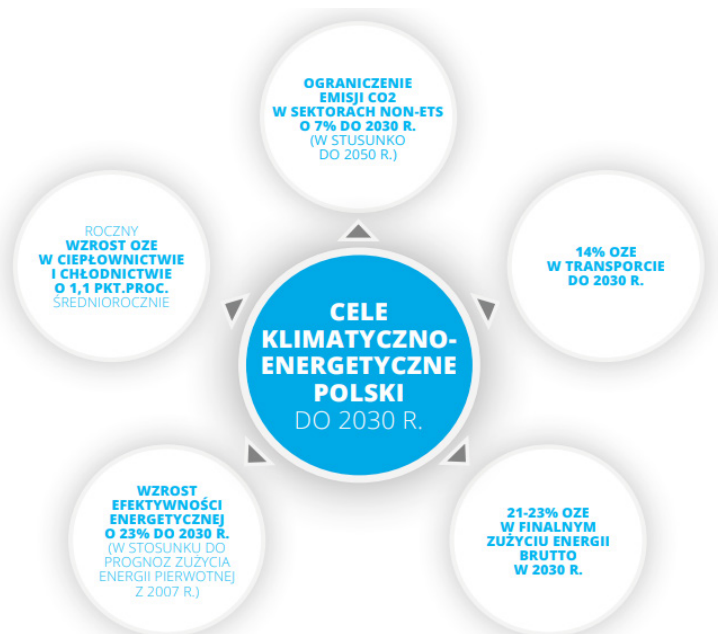 OGRANICZENIE
EMISJI CO2
W SEKTORACH NON-ETS
O 7% DO 2030 R.
(W STUSUNKO
DO 2050 R.)
ROCZNY
WZROST OZE
W CIEPŁOWNICTWIE
I CHŁODNICTWIE
O 1,1 PKT.PROC.
ŚREDNIOROCZNIE
14% OZE
W TRANSPORCIE
DO 2030 R.
CELE
KLIMATYCZNO-
ENERGETYCZNE
POLSKI
DO 2030 R.
WZROST
EFEKTYWNOŚCI
ENERGETYCZNEJ
O 23% DO 2030 R.
(W STOSUNKU DO
PROGNOZ ZUŻYCIA
ENERGII PIERWOTNEJ
Z 2007 R.)
21-23% OZE
W FINALNYM
ZUŻYCIU ENERGII
BRUTTO
W 2030 R.